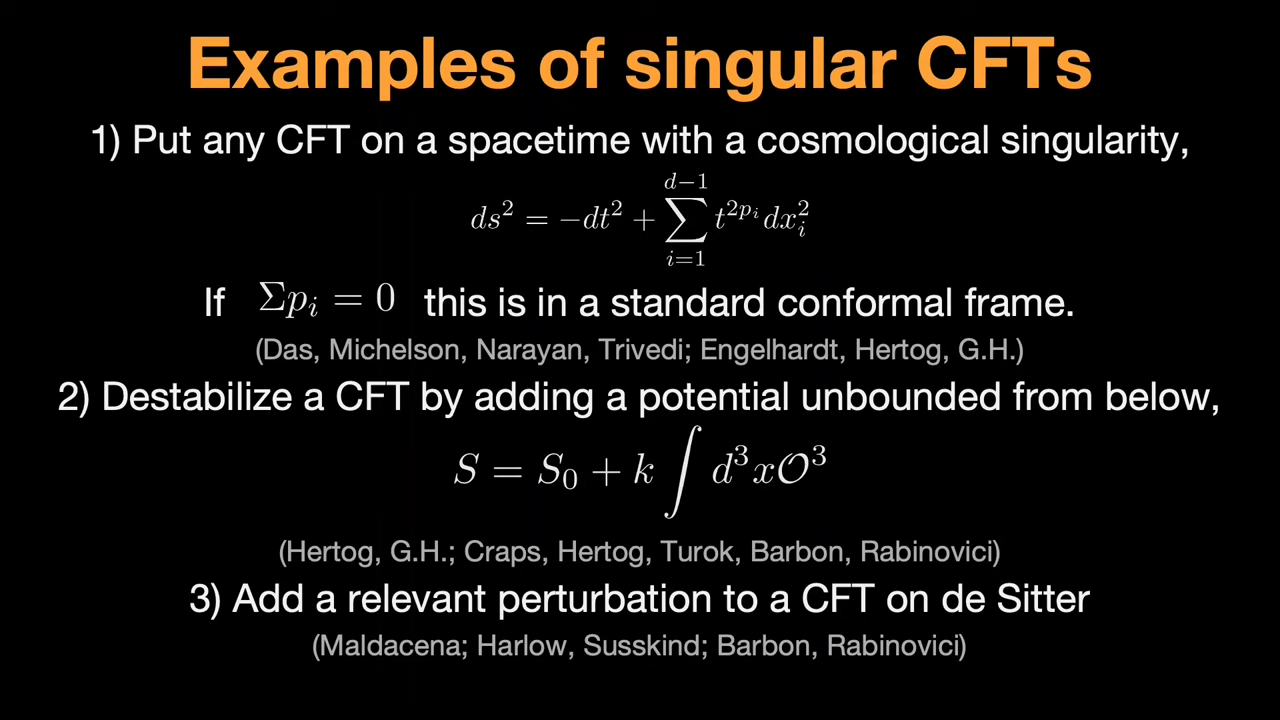 Examples of singular CFTs
1) Put any CFT on a spacetime with a cosmological singularity,
$ds^2 = -dt^2 + \sum_{i=1}^{d-1} t^{2p_i} dx_i^2$
If $\Sigma p_i = 0$ this is in a standard conformal frame.
(Das, Michelson, Narayan, Trivedi; Engelhardt, Hertog, G.H.)
2) Destabilize a CFT by adding a potential unbounded from below,
$S = S_0 + k \int d^3x \mathcal{O}^3$
(Hertog, G.H.; Craps, Hertog, Turok, Barbon, Rabinovici)
3) Add a relevant perturbation to a CFT on de Sitter
(Maldacena; Harlow, Susskind; Barbon, Rabinovici)